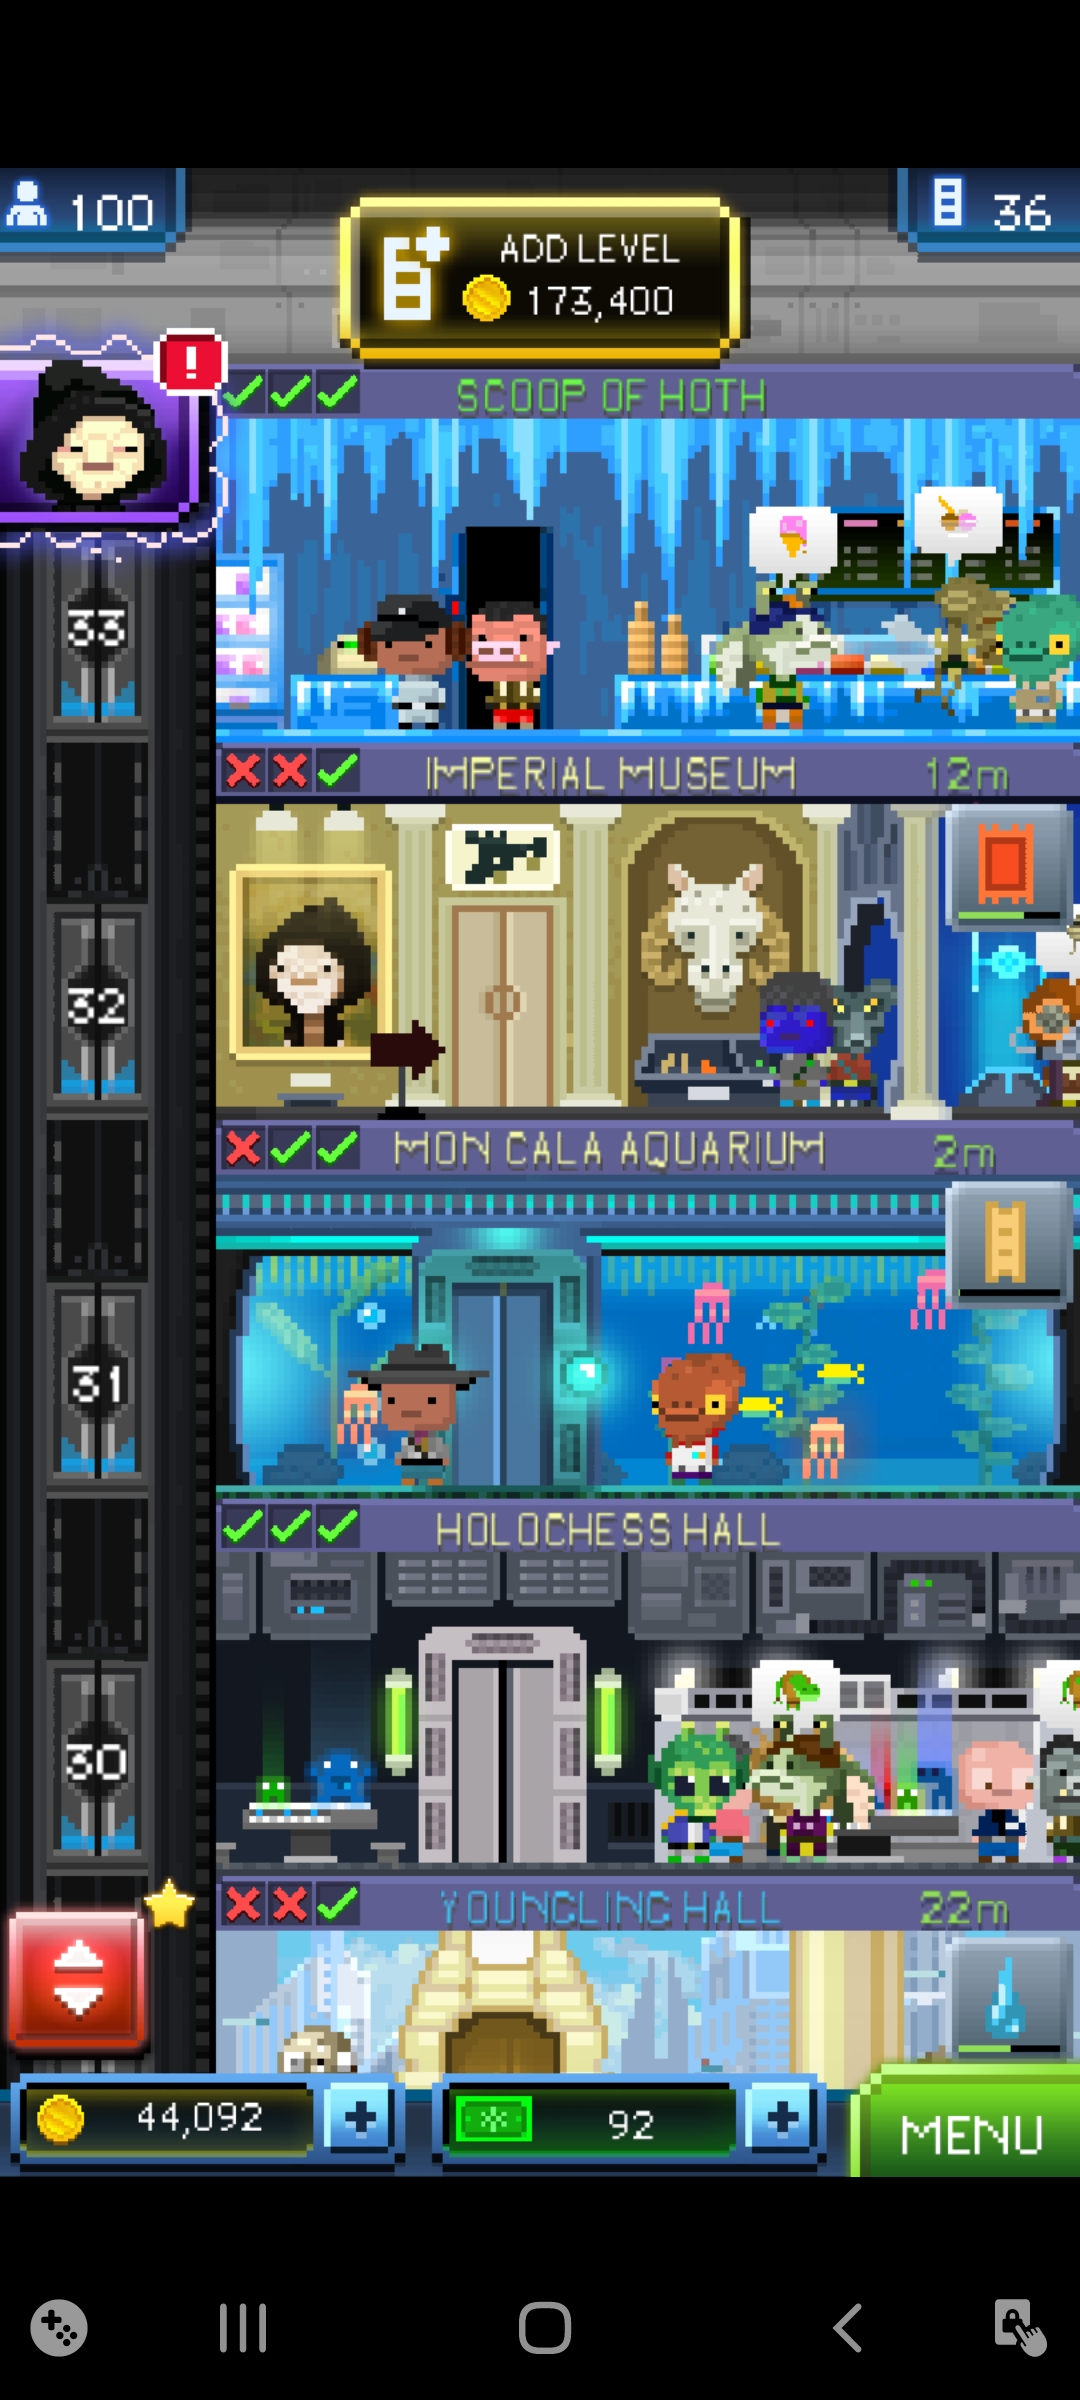 100
36
ADD LEVEL
173,400
SCOOP OF HOTH
33
IMPERIAL MUSEUM 12m
32
MON CALA AQUARIUM 2m
31
HOLOCHESS HALL
30
YOUNGLING HALL 22m
44,092
92
MENU